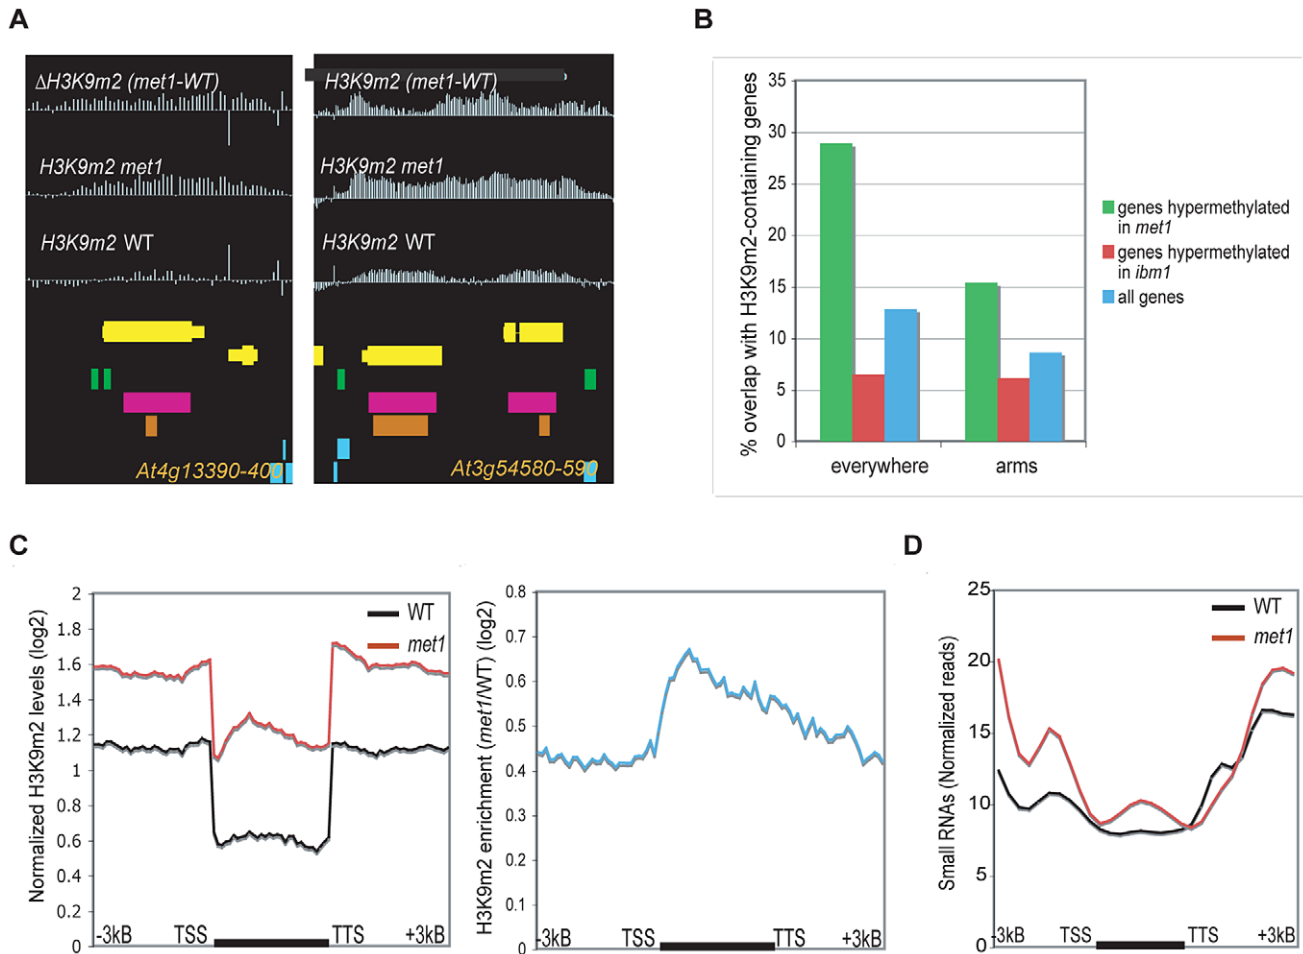 A
ΔH3K9m2 (met1-WT)
H3K9m2 met1
H3K9m2 WT
At4g13390-400
H3K9m2 (met1-WT)
H3K9m2 met1
H3K9m2 WT
At3g54580-590
B
% overlap with H3K9m2-containing genes
35
30
25
20
15
10
5
0
everywhere
arms
genes hypermethylated
in met1
genes hypermethylated
in ibm1
all genes
C
Normalized H3K9m2 levels (log2)
2
1.8
1.6
1.4
1.2
1
0.8
0.6
0.4
0.2
0
WT
met1
-3kB TSS TTS +3kB
H3K9m2 enrichment (met1/WT) (log2)
0.8
0.7
0.6
0.5
0.4
0.3
0.2
0.1
0
-3kB TSS TTS +3kB
D
Small RNAs (Normalized reads)
25
20
15
10
5
0
WT
met1
-3kB TSS TTS +3kB